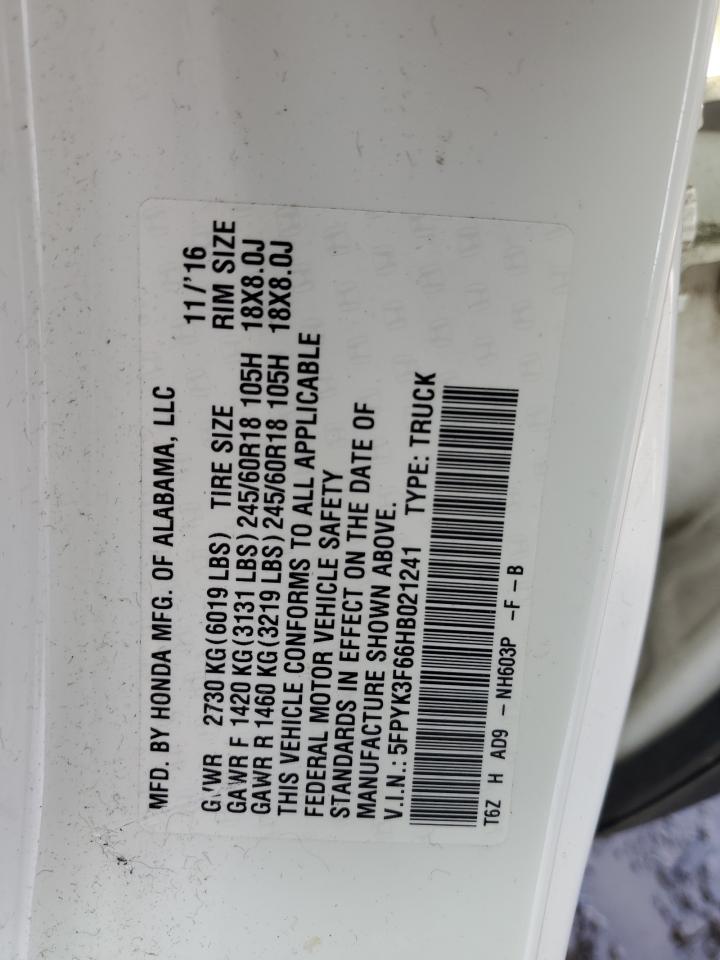 MFD. BY HONDA MFG. OF ALABAMA, LLC 11/'16
G.VWR 2730 KG(6019 LBS) TIRE SIZE RIM SIZE
GAWR F 1420 KG(3131 LBS)245/60R18 105H 18X8.0J
GAWR R 1460 KG(3219 LBS)245/60R18 105H 18X8.0J
THIS VEHICLE CONFORMS TO ALL APPLICABLE
FEDERAL MOTOR VEHICLE SAFETY
STANDARDS IN EFFECT ON THE DATE OF
MANUFACTURE SHOWN ABOVE.
V.I.N.: 5FPYK3F66HB021241 TYPE: TRUCK
T6Z H AD9 - NH603P -F -B